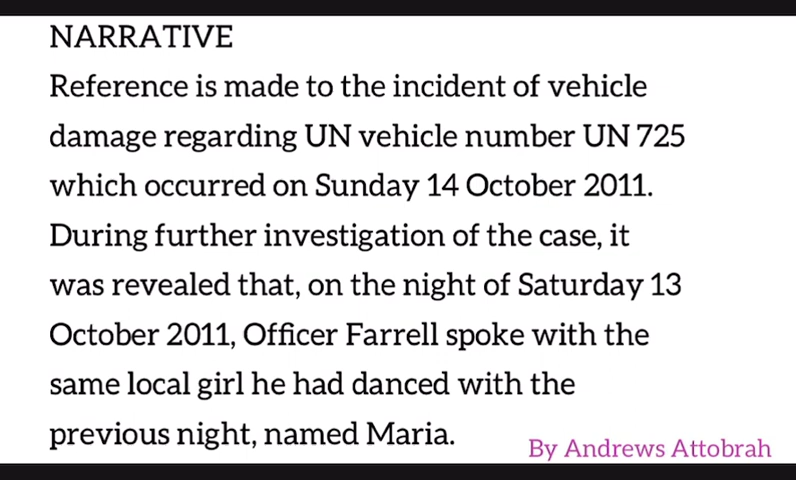 NARRATIVE
Reference is made to the incident of vehicle
damage regarding UN vehicle number UN 725
which occurred on Sunday 14 October 2011.
During further investigation of the case, it
was revealed that, on the night of Saturday 13
October 2011, Officer Farrell spoke with the
same local girl he had danced with the
previous night, named Maria.
By Andrews Attobrah